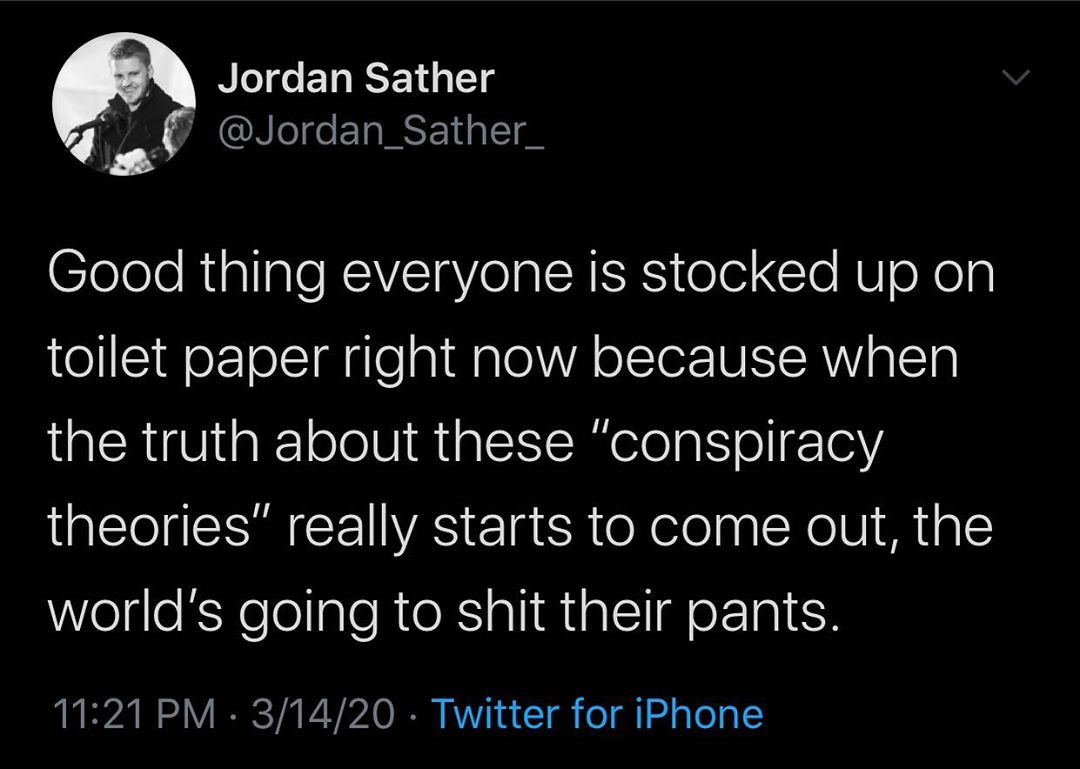 Jordan Sather
@Jordan_Sather_
Good thing everyone is stocked up on
toilet paper right now because when
the truth about these “conspiracy
theories” really starts to come out, the
world’s going to shit their pants.
11:21 PM · 3/14/20 · Twitter for iPhone